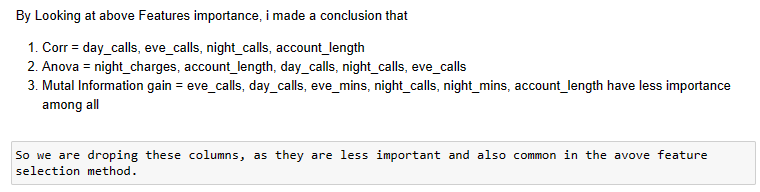 By Looking at above Features importance, i made a conclusion that
1. Corr = day_calls, eve_calls, night_calls, account_length
2. Anova = night_charges, account_length, day_calls, night_calls, eve_calls
3. Mutal Information gain = eve_calls, day_calls, eve_mins, night_calls, night_mins, account_length have less importance
among all
So we are droping these columns, as they are less important and also common in the avove feature
selection method.